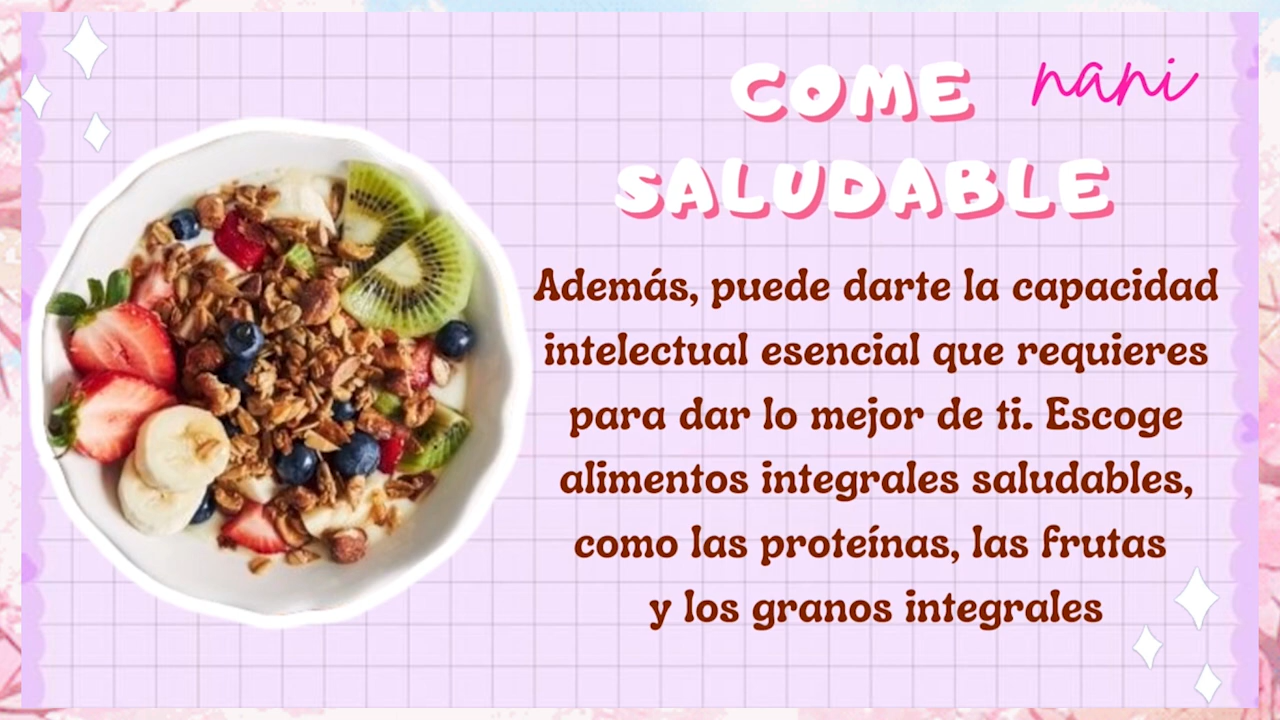 COME nani
SALUDABLE
Además, puede darte la capacidad
intelectual esencial que requieres
para dar lo mejor de ti. Escoge
alimentos integrales saludables,
como las proteínas, las frutas
y los granos integrales